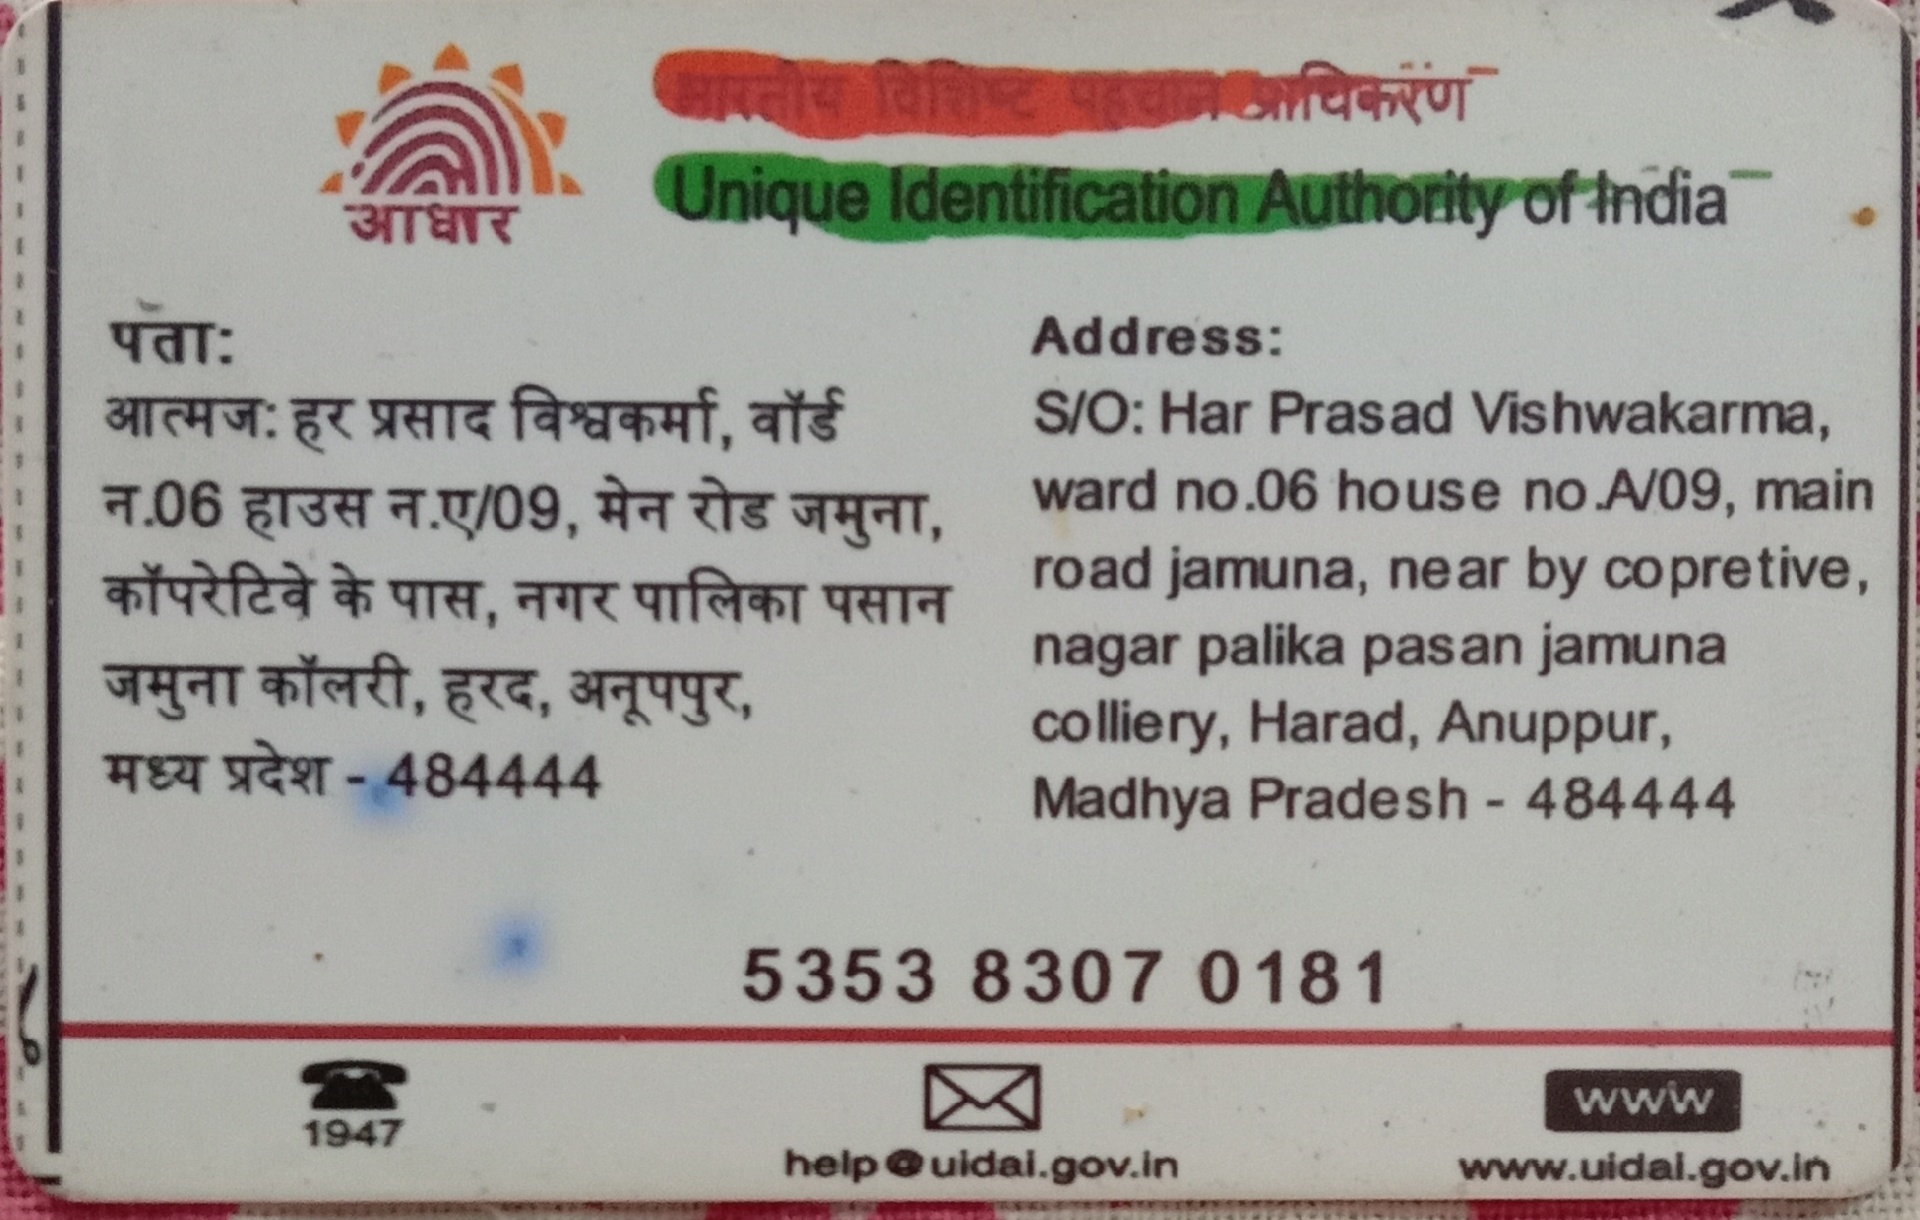 भारतीय विशिष्ट पहचान प्राधिकरण
Unique Identification Authority of India
आधार
पता:
आत्मज: हर प्रसाद विश्वकर्मा, वॉर्ड
न.06 हाउस न.ए/09, मेन रोड जमुना,
कॉपरेटिवे के पास, नगर पालिका पसान
जमुना कॉलरी, हरद, अनूपपुर,
मध्य प्रदेश - 484444
Address:
S/O: Har Prasad Vishwakarma,
ward no.06 house no.A/09, main
road jamuna, near by copretive,
nagar palika pasan jamuna
colliery, Harad, Anuppur,
Madhya Pradesh - 484444
5353 8307 0181
1947
help@uidai.gov.in
www
www.uidai.gov.in